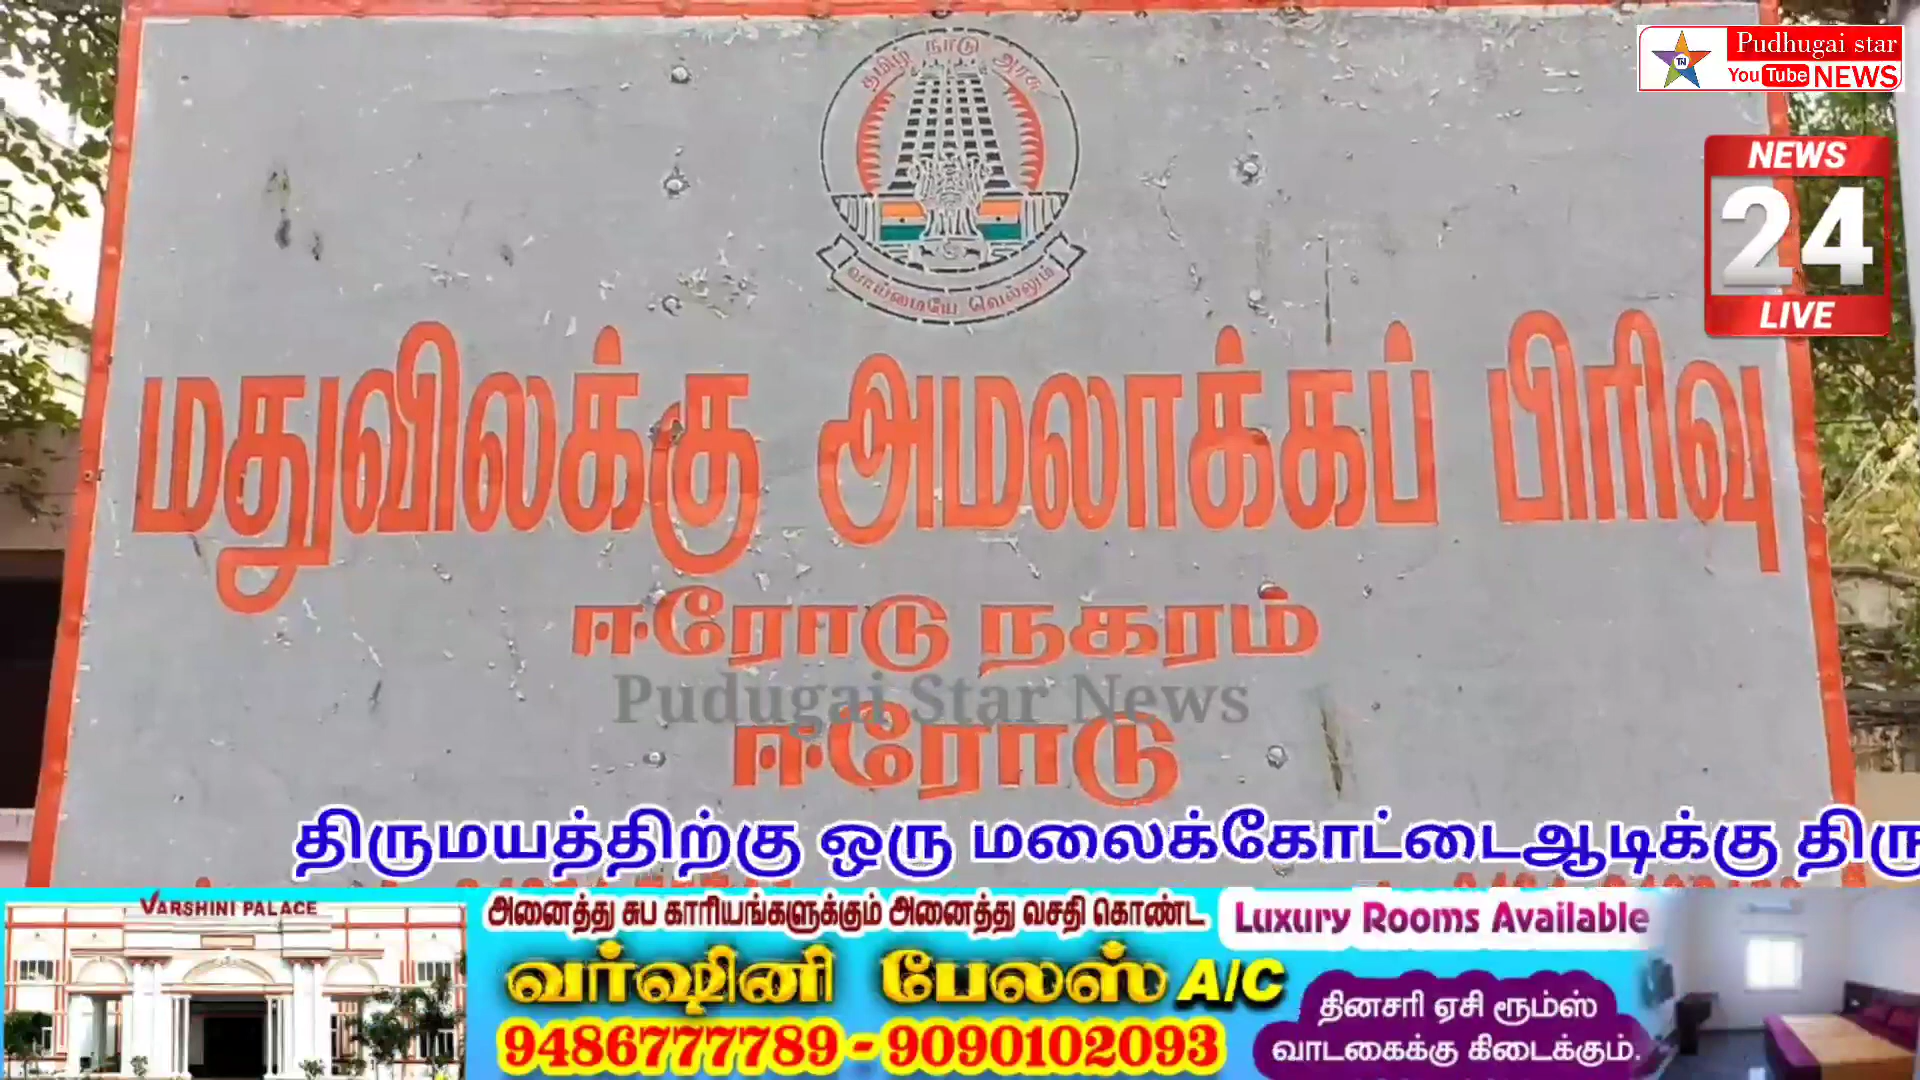 Pudhugai star
You Tube NEWS
தமிழ் நாடு அரசு
NEWS
24
LIVE
வாய்மையே வெல்லும்
மதுவிலக்கு அமலாக்கப் பிரிவு
ஈரோடு நகரம்
Pudugai Star News
ஈரோடு
திருமயத்திற்கு ஒரு மலைக்கோட்டைஆடிக்கு திரு
VARSHINI PALACE
அனைத்து சுப காரியங்களுக்கும் அனைத்து வசதி கொண்ட
Luxury Rooms Available
வர்ஷினி பேலஸ் A/C
தினசரி ஏசி ரூம்ஸ்
9486777789 - 9090102093
வாடகைக்கு கிடைக்கும்.